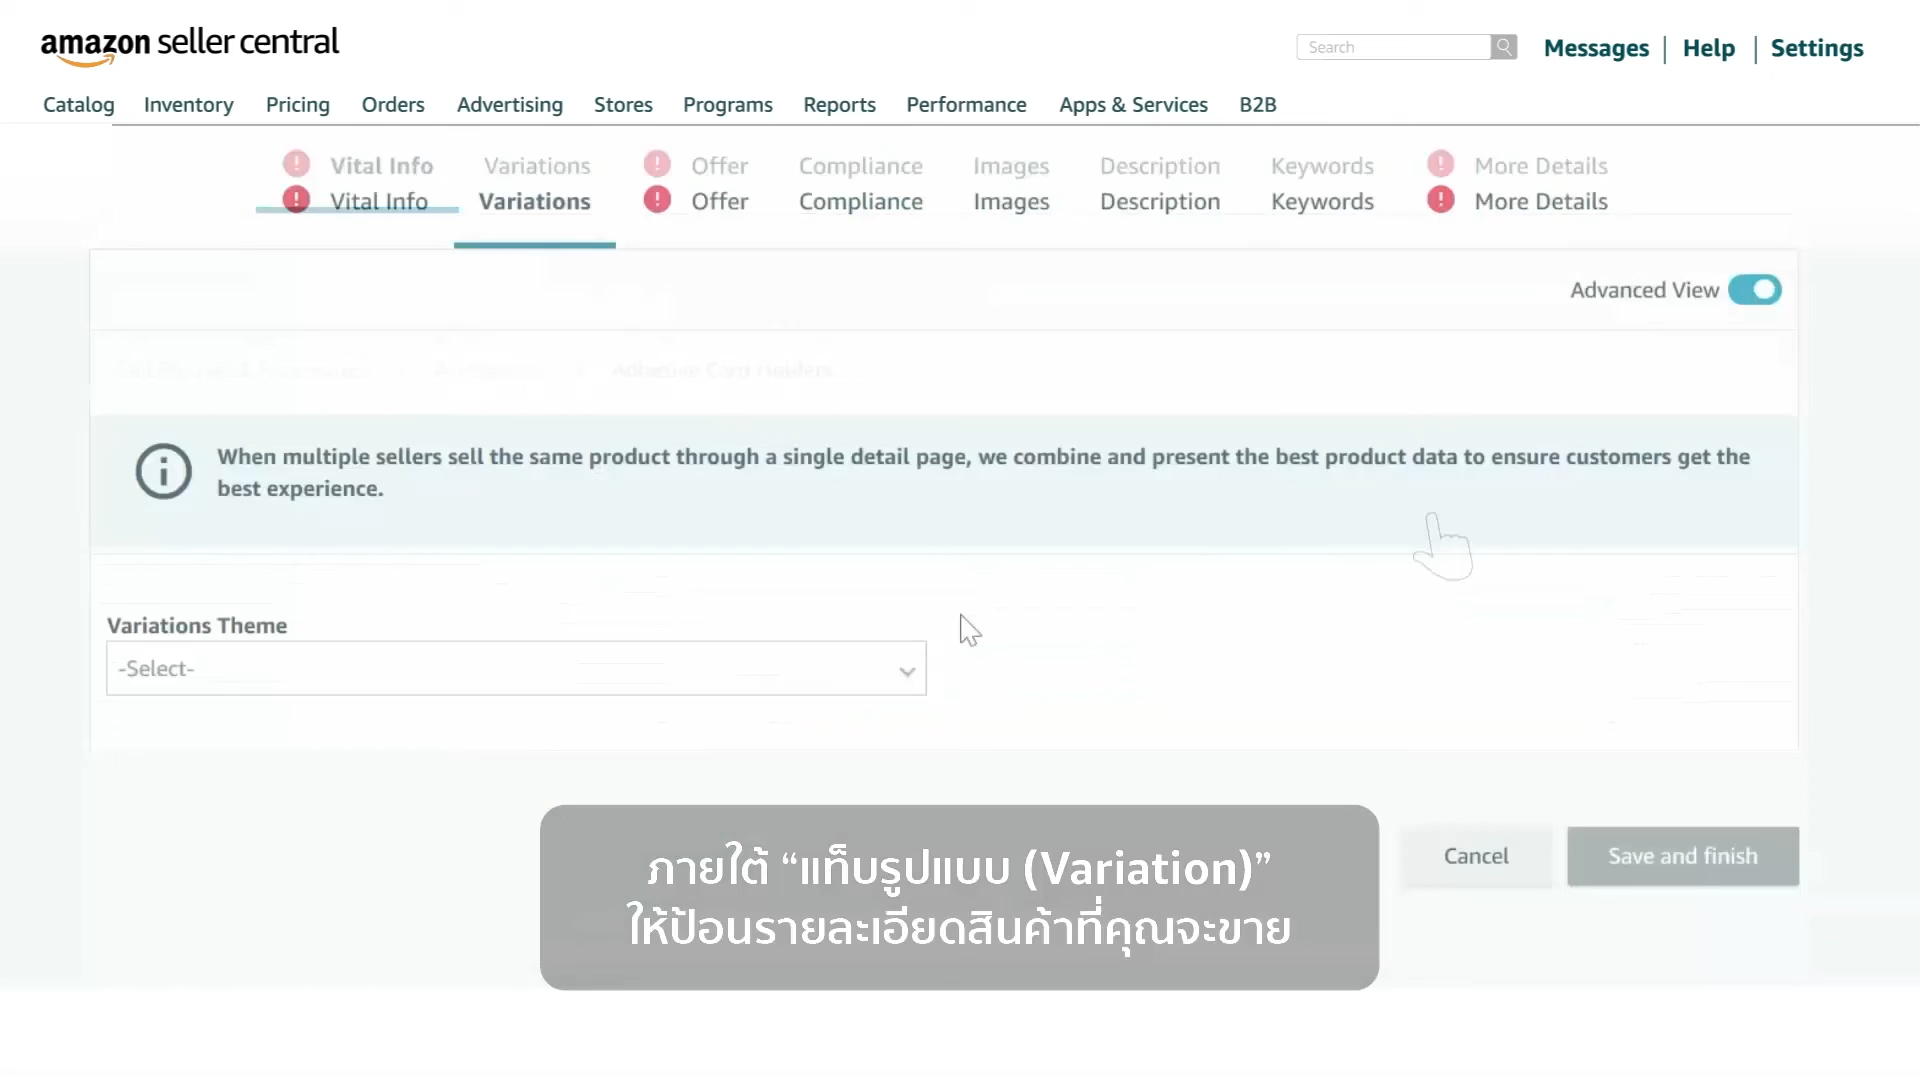 amazon seller central
Search
Messages | Help | Settings
Catalog Inventory Pricing Orders Advertising Stores Programs Reports Performance Apps & Services B2B
! Vital Info Variations ! Offer Compliance Images Description Keywords ! More Details
! Vital Info Variations ! Offer Compliance Images Description Keywords ! More Details
Advanced View
Adhesive Card Holders
When multiple sellers sell the same product through a single detail page, we combine and present the best product data to ensure customers get the
best experience.
Variations Theme
-Select-
ภายใต้ “แท็บรูปแบบ (Variation)”
ให้ป้อนรายละเอียดสินค้าที่คุณจะขาย
Cancel
Save and finish